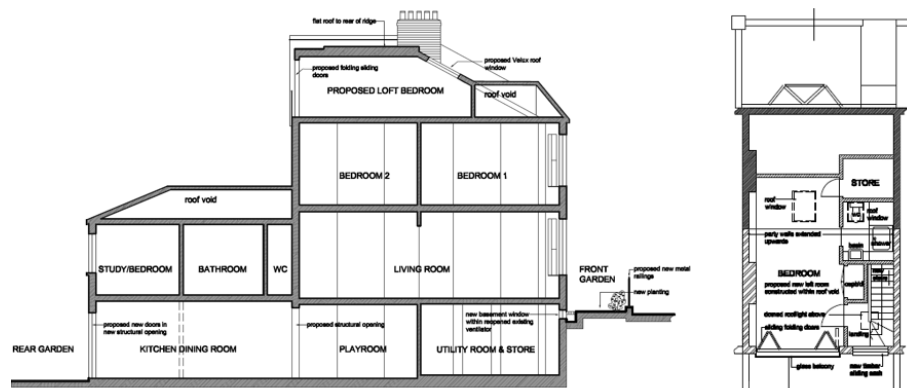 flat roof to rear of ridge
proposed folding sliding
doors
proposed Velux roof
window
PROPOSED LOFT BEDROOM
roof void
BEDROOM 2
BEDROOM 1
roof void
STUDY/BEDROOM
BATHROOM
WC
LIVING ROOM
FRONT
GARDEN
proposed new metal
railings
new planting
proposed new doors in
new structural opening
proposed structural opening
new basement window
within reopened existing
ventilator
REAR GARDEN
KITCHEN DINING ROOM
PLAYROOM
UTILITY ROOM & STORE
STORE
roof
window
wc
roof
window
party walls extended
upwards
basin
shower
BEDROOM
proposed new loft room
constructed within roof void
cupb'd
new
stairs
domed rooflight above
sliding folding doors
landing
glass balcony
new timber
sliding sash